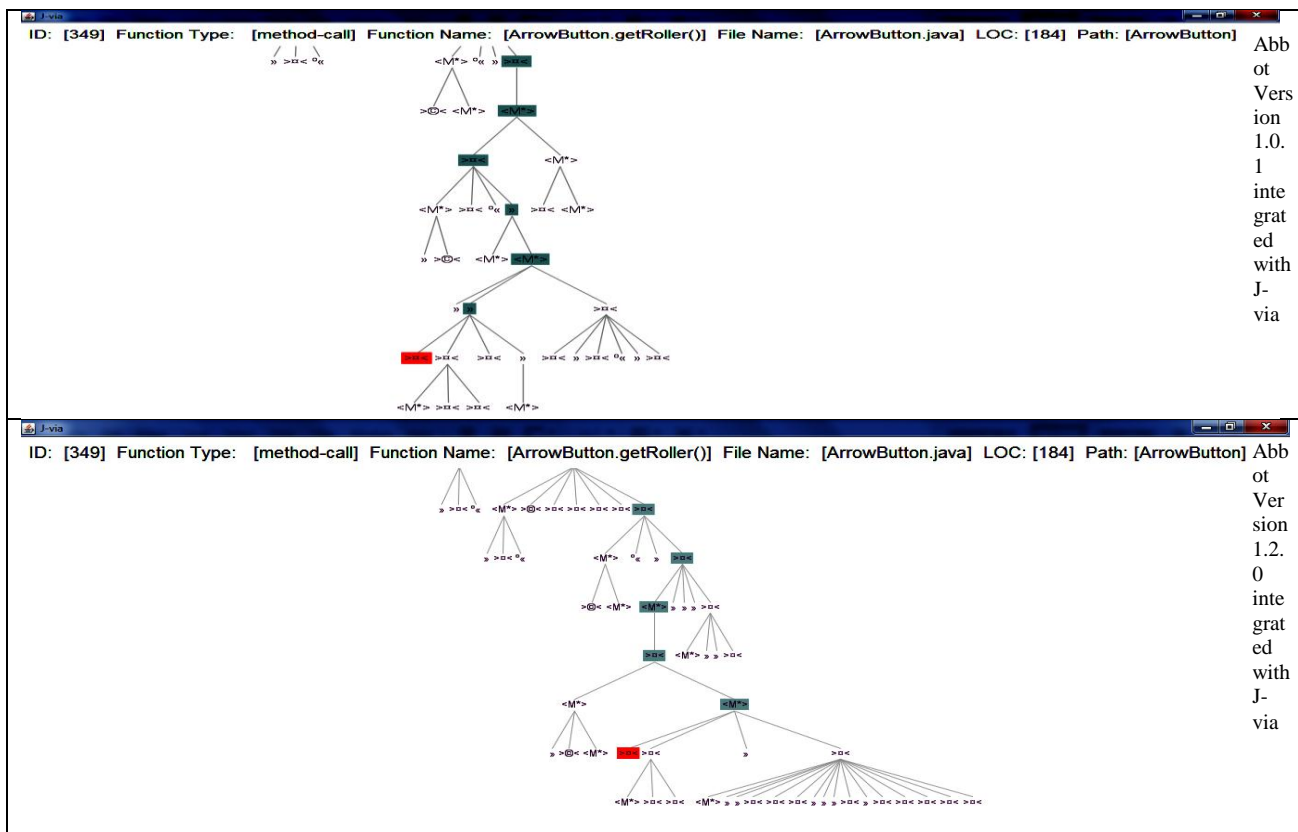 J-via
ID: [349] Function Type: [method-call] Function Name: [ArrowButton.getRoller()] File Name: [ArrowButton.java] LOC: [184] Path: [ArrowButton]
» >¤< º«
<M*> º« » >¤<
>©< <M*> <M*>
>¤< <M*>
<M*> >¤< º« » >¤< <M*>
» >©< <M*> <M*>
» » >¤<
>¤< >¤< >¤< » >¤< » >¤< º« » >¤<
<M*> >¤< >¤< <M*>
Abb
ot
Vers
ion
1.0.
1
inte
grat
ed
with
J-
via
J-via
ID: [349] Function Type: [method-call] Function Name: [ArrowButton.getRoller()] File Name: [ArrowButton.java] LOC: [184] Path: [ArrowButton]
» >¤< º« <M*> >©< >¤< >¤< >¤< >¤< >¤<
» >¤< º« <M*> º« » >¤<
>©< <M*> <M*> » » » >¤<
>¤< <M*> » » >¤<
<M*> <M*>
» >©< <M*> >¤< >¤< » >¤<
<M*> >¤< >¤< <M*> » » >¤< >¤< >¤< » » » >¤< » >¤< >¤< >¤< >¤< >¤<
Abb
ot
Ver
sion
1.2.
0
inte
grat
ed
with
J-
via